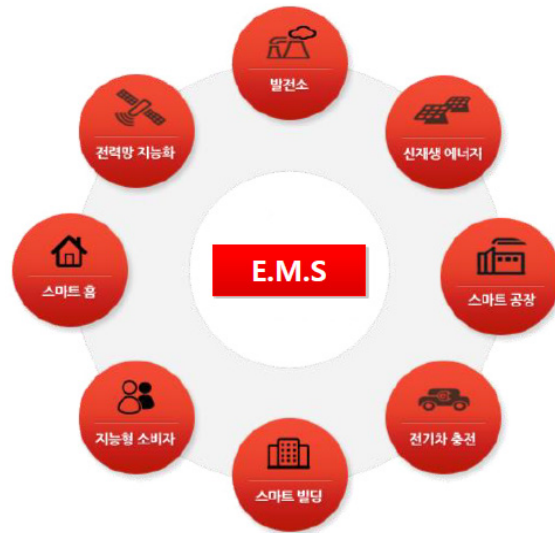 발전소
전력망 지능화
신재생 에너지
E.M.S
스마트 홈
스마트 공장
지능형 소비자
전기차 충전
스마트 빌딩